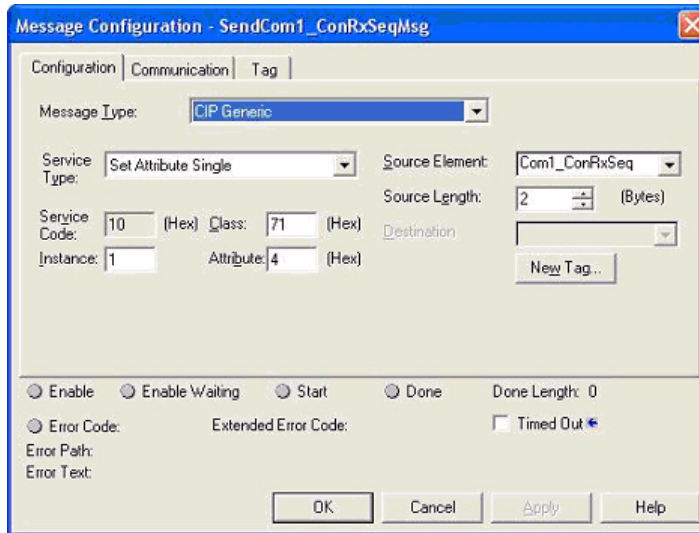 Message Configuration - SendCom1_ConRxSeqMsg
Configuration Communication Tag
Message Type: CIP Generic
Service Type: Set Attribute Single
Source Element: Com1_ConRxSeq
Source Length: 2 (Bytes)
Service Code: 10 (Hex) Class: 71 (Hex)
Destination
Instance: 1 Attribute: 4 (Hex)
New Tag...
Enable Enable Waiting Start Done Done Length: 0
Error Code: Extended Error Code: Timed Out
Error Path:
Error Text:
OK Cancel Apply Help